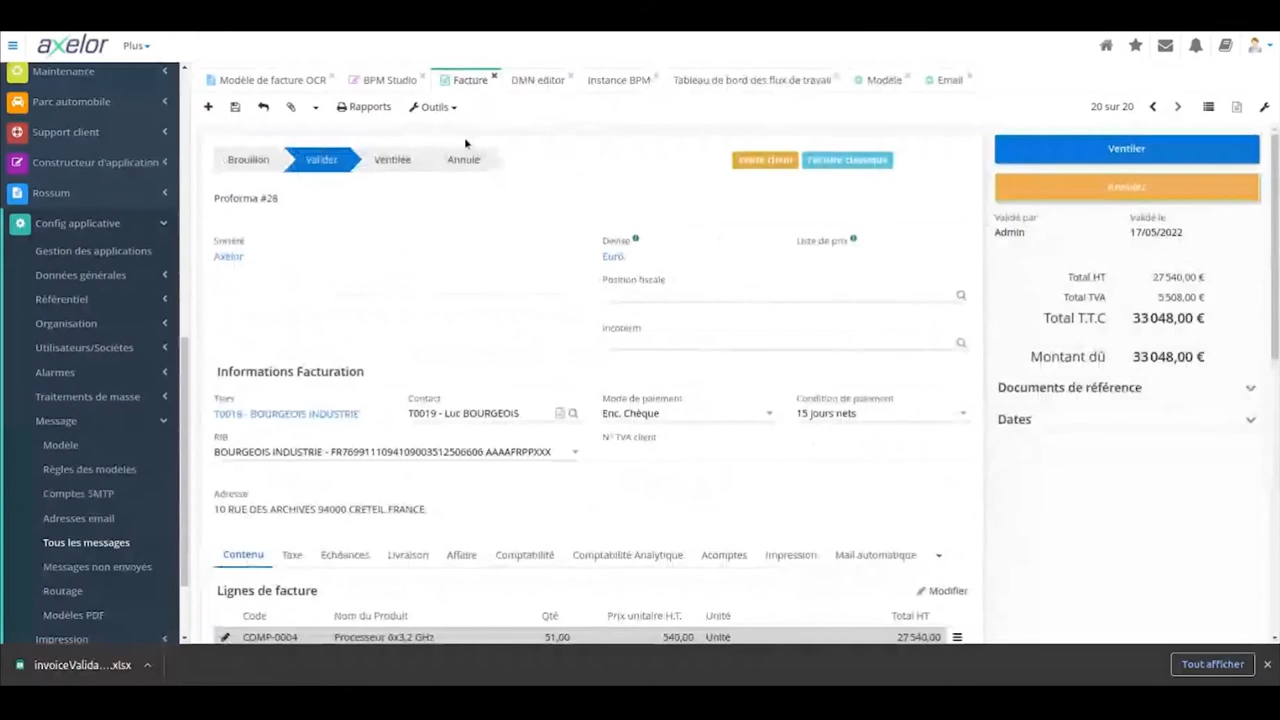 axelor Plus
Maintenance
Parc automobile
Support client
Constructeur d'application
Rossum
Config applicative
Gestion des applications
Données générales
Référentiel
Organisation
Utilisateurs/Sociétés
Alarmes
Traitements de masse
Message
Modèle
Règles des modèles
Comptes SMTP
Adresses email
Tous les messages
Messages non envoyés
Routage
Modèles PDF
Impression
Modèle de facture OCR BPM Studio Facture DMN editor Instance BPM Tableau de bord des flux de travail Modèle Email
Rapports Outils 20 sur 20
Brouillon Validée Ventilée Annulé Facture classique
Proforma #28
Société Devise Liste de prix
Axelor Euro
Position fiscale
Incoterm
Informations Facturation
Tiers Contact Mode de paiement Condition de paiement
T0019 - BOURGEOIS INDUSTRIE T0019 - Luc BOURGEOIS Enc. Chèque 15 jours nets
RIB N° TVA client
BOURGEOIS INDUSTRIE - FR7699111094109003512506606 AAAAFRPPXXX
Adresse
10 RUE DES ARCHIVES 94000 CRETEIL FRANCE
Contenu Taxe Echéances Livraison Affaire Comptabilité Comptabilité Analytique Acomptes Impression Mail automatique
Lignes de facture Modifier
Code Nom du Produit Qté Prix unitaire H.T. Unité Total HT
COMP-0004 Processeur 6x3,2 GHz 51,00 540,00 Unité 27 540,00
Ventiler
Annuler
Validé par Validé le
Admin 17/05/2022
Total HT 27 540,00 €
Total TVA 5 508,00 €
Total T.T.C 33 048,00 €
Montant dû 33 048,00 €
Documents de référence
Dates
invoiceValida....xlsx Tout afficher